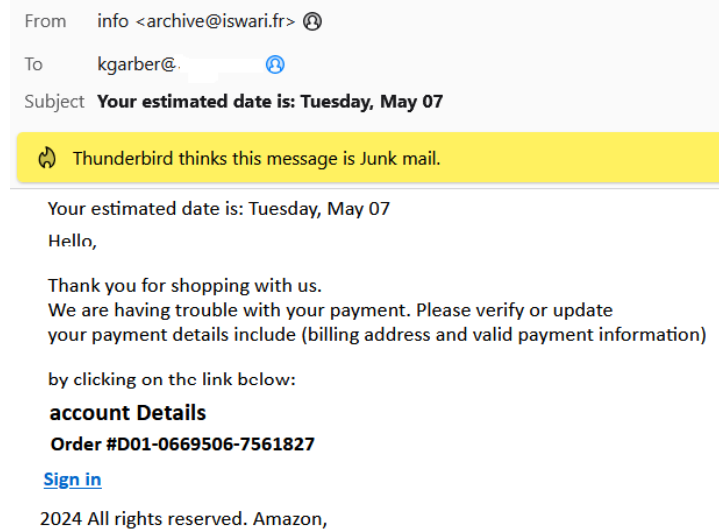 From info <archive@iswari.fr>
To kgarber@
Subject Your estimated date is: Tuesday, May 07
Thunderbird thinks this message is Junk mail.
Your estimated date is: Tuesday, May 07
Hello,
Thank you for shopping with us.
We are having trouble with your payment. Please verify or update
your payment details include (billing address and valid payment information)
by clicking on the link below:
account Details
Order #D01-0669506-7561827
Sign in
2024 All rights reserved. Amazon,